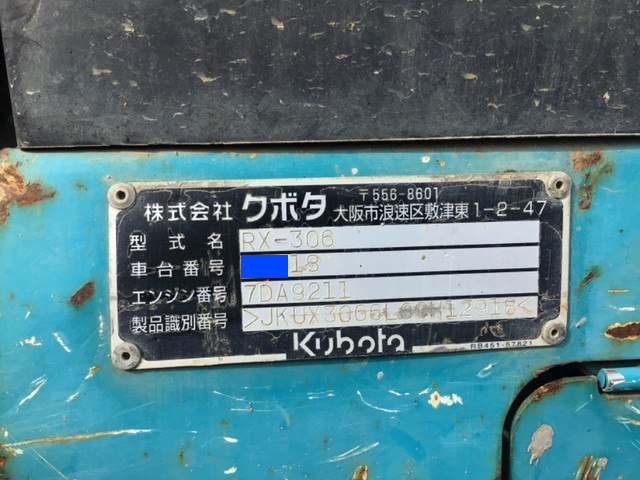 株式会社 クボタ 〒556-8601
大阪市浪速区敷津東1-2-47
型式名 RX-306
車台番号 18
エンジン番号 7DA9211
製品識別番号
Kubota
RB451-57821